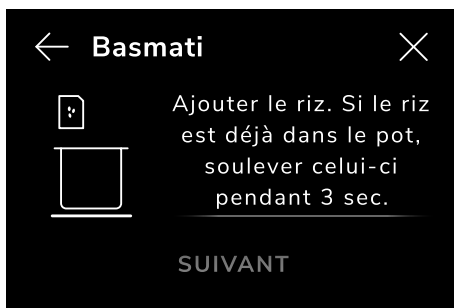 Basmati
Ajouter le riz. Si le riz
est déjà dans le pot,
soulever celui-ci
pendant 3 sec.
SUIVANT